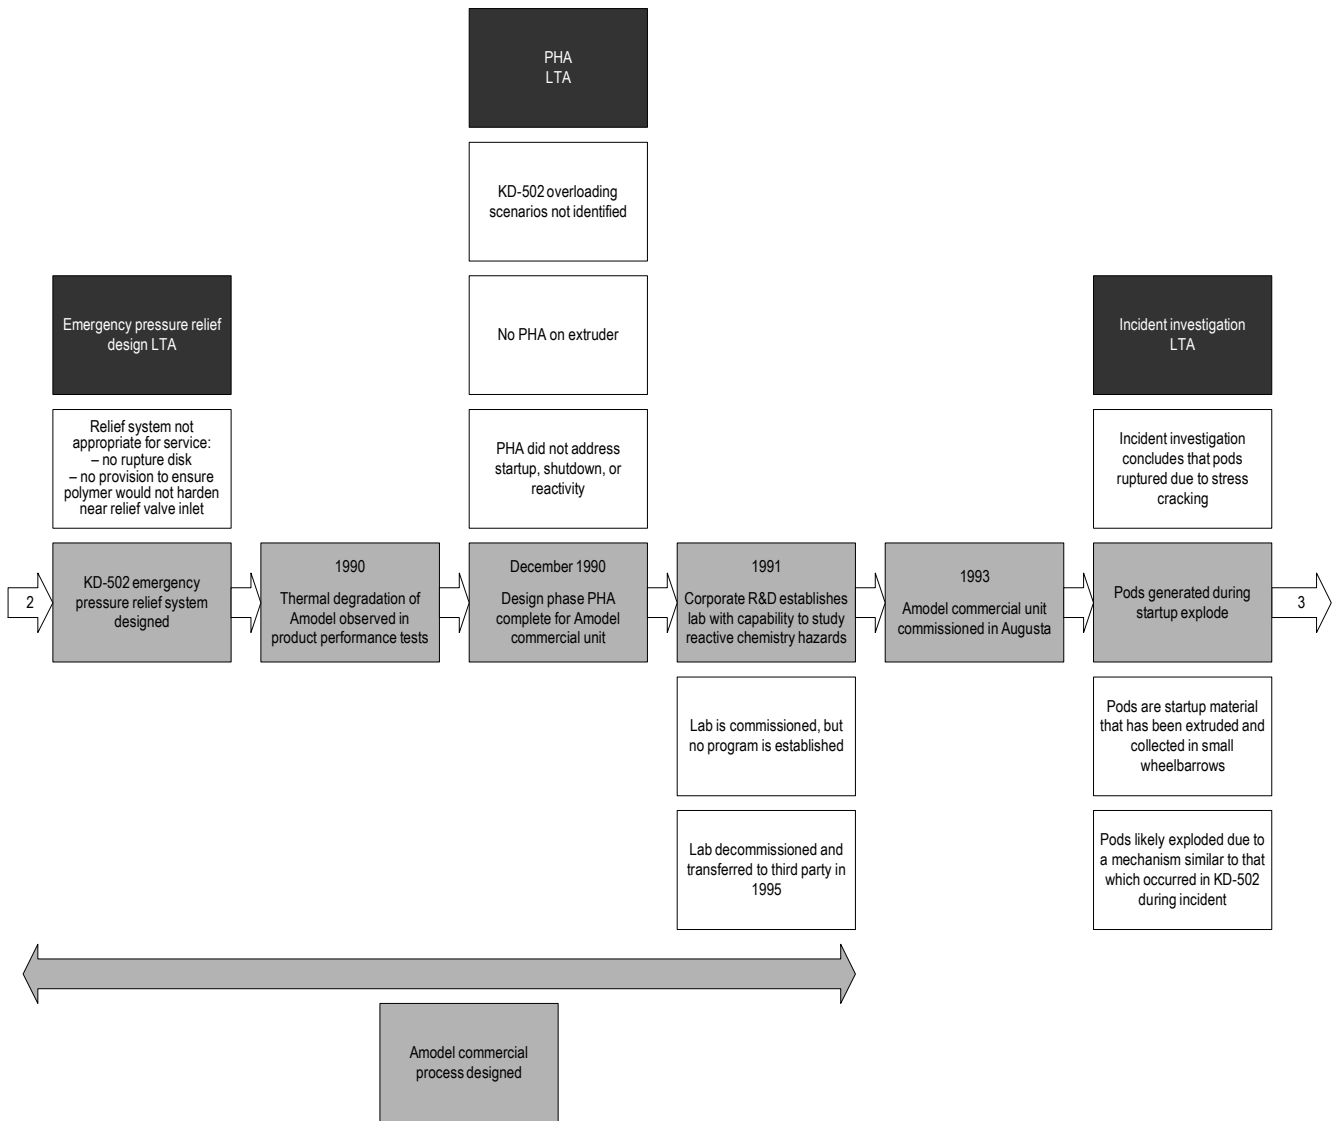 PHA
LTA
KD-502 overloading
scenarios not identified
Emergency pressure relief
design LTA
No PHA on extruder
Incident investigation
LTA
Relief system not
appropriate for service:
– no rupture disk
– no provision to ensure
polymer would not harden
near relief valve inlet
PHA did not address
startup, shutdown, or
reactivity
Incident investigation
concludes that pods
ruptured due to stress
cracking
2
KD-502 emergency
pressure relief system
designed
1990
Thermal degradation of
Amodel observed in
product performance tests
December 1990
Design phase PHA
complete for Amodel
commercial unit
1991
Corporate R&D establishes
lab with capability to study
reactive chemistry hazards
1993
Amodel commercial unit
commissioned in Augusta
Pods generated during
startup explode
3
Lab is commissioned, but
no program is established
Pods are startup material
that has been extruded and
collected in small
wheelbarrows
Lab decommissioned and
transferred to third party in
1995
Pods likely exploded due to
a mechanism similar to that
which occurred in KD-502
during incident
Amodel commercial
process designed